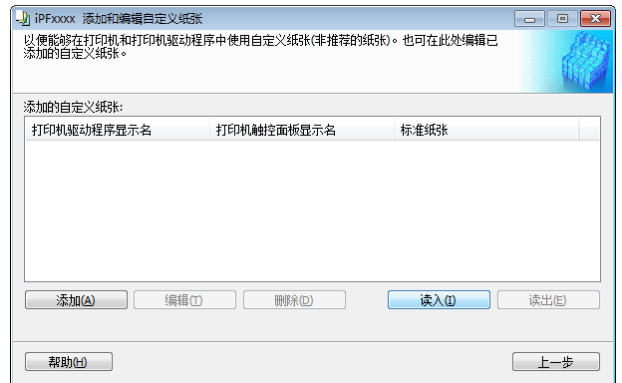 iPFxxxx 添加和编辑自定义纸张
以便能够在打印机和打印机驱动程序中使用自定义纸张(非推荐的纸张)。也可在此处编辑已
添加的自定义纸张。
添加的自定义纸张:
打印机驱动程序显示名 打印机触控面板显示名 标准纸张
添加(A) 编辑(T) 删除(D) 读入(I) 读出(E)
帮助(H) 上一步